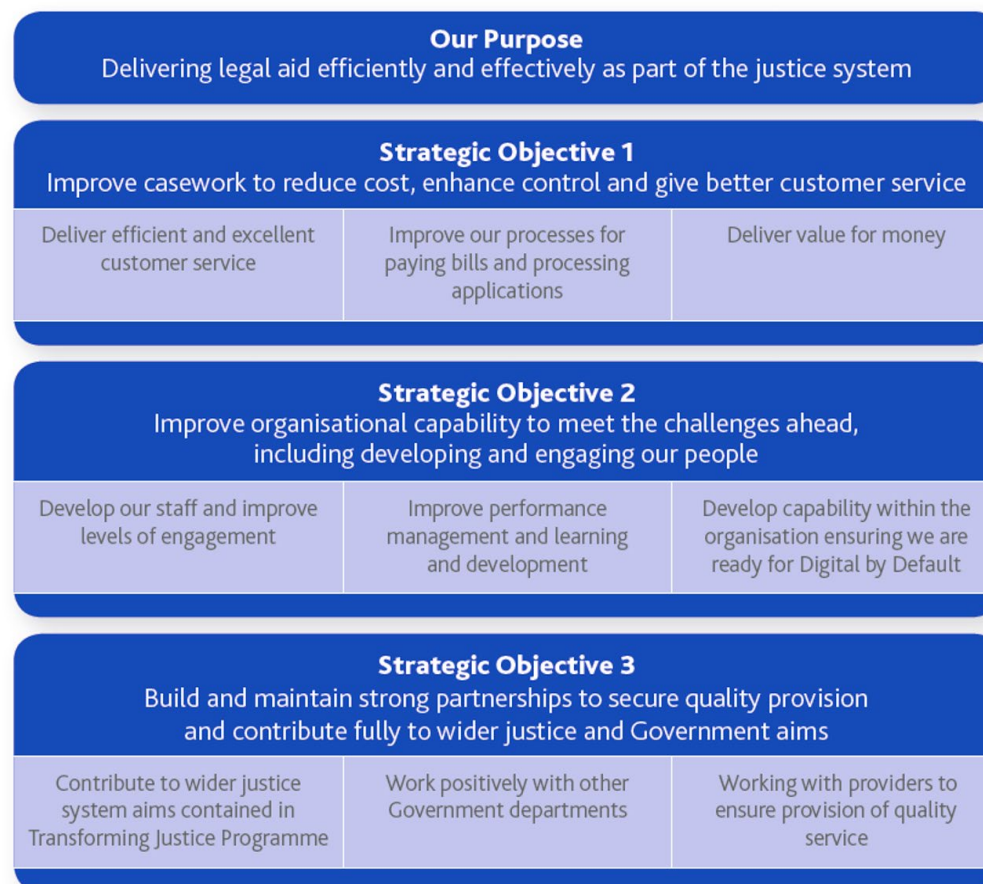 Our Purpose
Delivering legal aid efficiently and effectively as part of the justice system
Strategic Objective 1
Improve casework to reduce cost, enhance control and give better customer service
Deliver efficient and excellent
customer service
Improve our processes for
paying bills and processing
applications
Deliver value for money
Strategic Objective 2
Improve organisational capability to meet the challenges ahead,
including developing and engaging our people
Develop our staff and improve
levels of engagement
Improve performance
management and learning
and development
Develop capability within the
organisation ensuring we are
ready for Digital by Default
Strategic Objective 3
Build and maintain strong partnerships to secure quality provision
and contribute fully to wider justice and Government aims
Contribute to wider justice
system aims contained in
Transforming Justice Programme
Work positively with other
Government departments
Working with providers to
ensure provision of quality
service